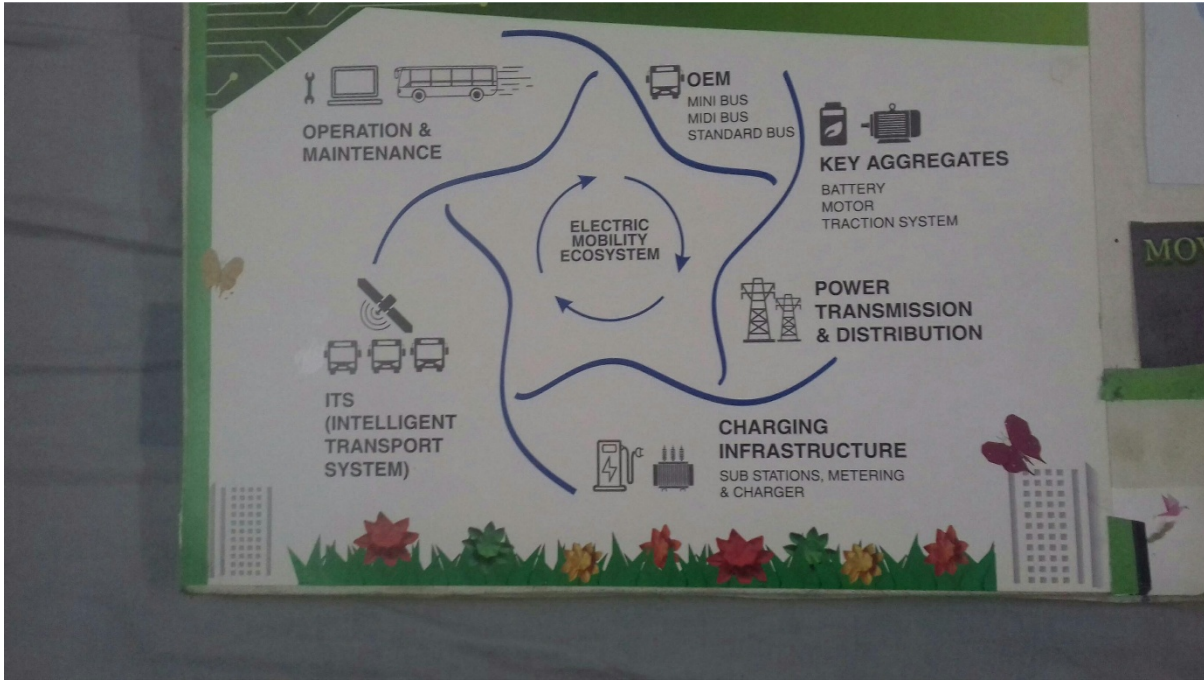 OPERATION &
MAINTENANCE
OEM
MINI BUS
MIDI BUS
STANDARD BUS
KEY AGGREGATES
BATTERY
MOTOR
TRACTION SYSTEM
ELECTRIC
MOBILITY
ECOSYSTEM
POWER
TRANSMISSION
& DISTRIBUTION
ITS
(INTELLIGENT
TRANSPORT
SYSTEM)
CHARGING
INFRASTRUCTURE
SUB STATIONS, METERING
& CHARGER